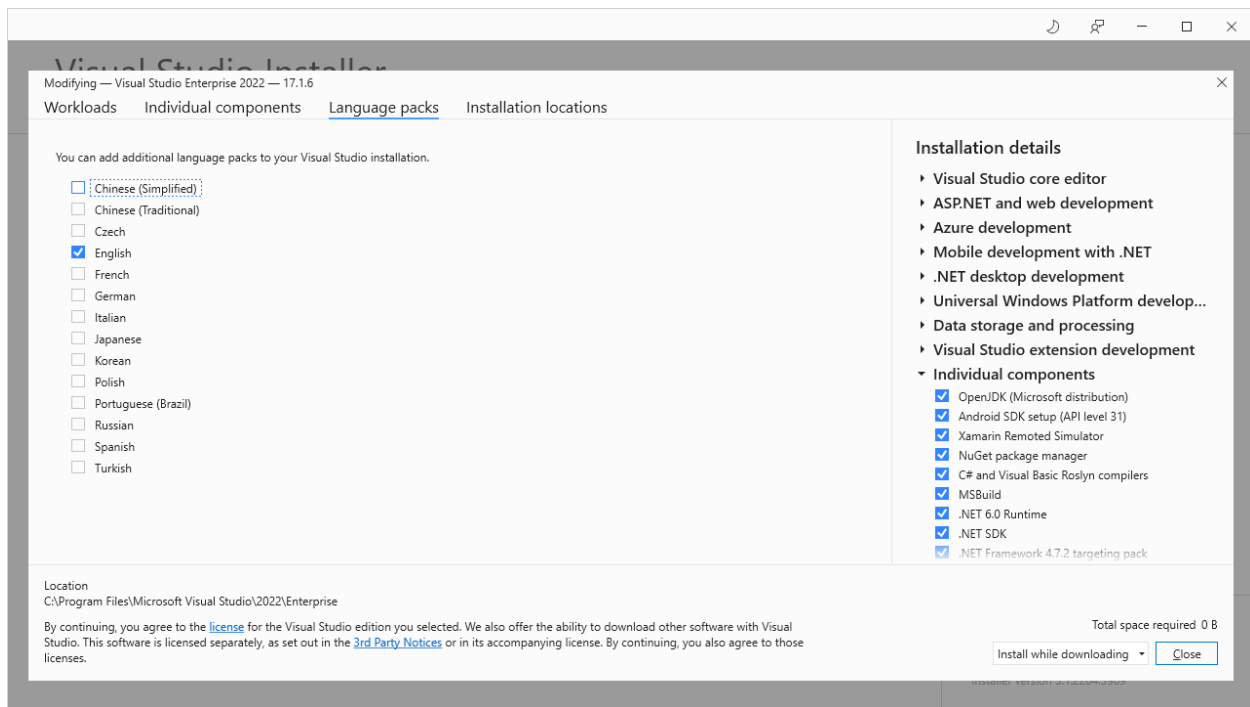 Visual Studio Installer
Modifying — Visual Studio Enterprise 2022 — 17.1.6
Workloads
Individual components
Language packs
Installation locations
You can add additional language packs to your Visual Studio installation.
Chinese (Simplified)
Chinese (Traditional)
Czech
English
French
German
Italian
Japanese
Korean
Polish
Portuguese (Brazil)
Russian
Spanish
Turkish
Installation details
Visual Studio core editor
ASP.NET and web development
Azure development
Mobile development with .NET
.NET desktop development
Universal Windows Platform develop...
Data storage and processing
Visual Studio extension development
Individual components
OpenJDK (Microsoft distribution)
Android SDK setup (API level 31)
Xamarin Remoted Simulator
NuGet package manager
C# and Visual Basic Roslyn compilers
MSBuild
.NET 6.0 Runtime
.NET SDK
.NET Framework 4.7.2 targeting pack
Location
C:\Program Files\Microsoft Visual Studio\2022\Enterprise
By continuing, you agree to the license for the Visual Studio edition you selected. We also offer the ability to download other software with Visual
Studio. This software is licensed separately, as set out in the 3rd Party Notices or in its accompanying license. By continuing, you also agree to those
licenses.
Total space required 0 B
Install while downloading
Close
Installer version